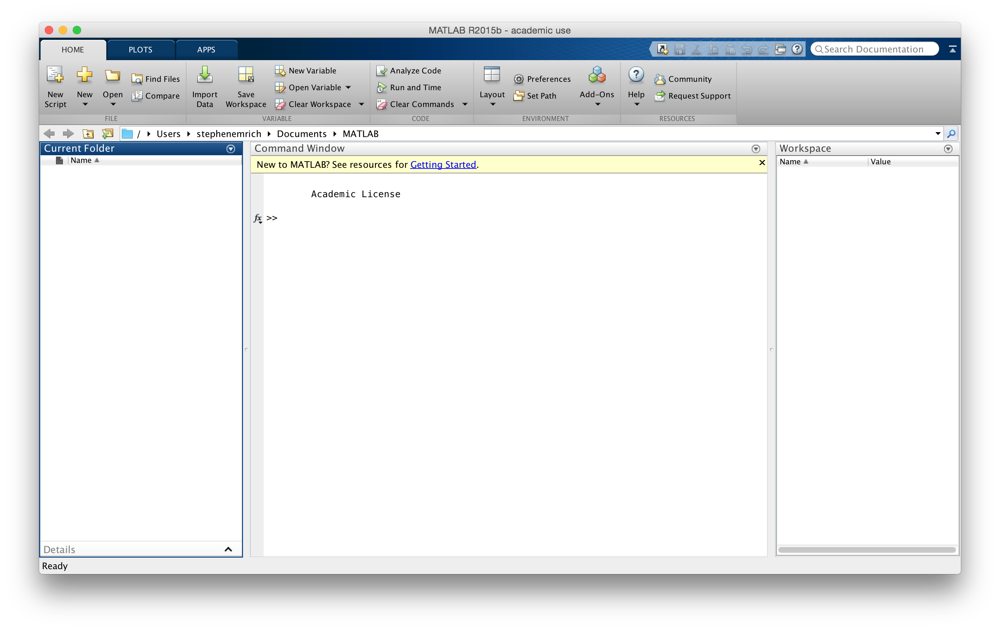 MATLAB R2015b - academic use
HOME PLOTS APPS
Search Documentation
New Script
New
Open
Find Files
Compare
FILE
Import Data
Save Workspace
New Variable
Open Variable
Clear Workspace
VARIABLE
Analyze Code
Run and Time
Clear Commands
CODE
Layout
Preferences
Set Path
Add-Ons
ENVIRONMENT
? Help
Community
Request Support
RESOURCES
/ Users stephenemrich Documents MATLAB
Current Folder
Name
Details
Command Window
New to MATLAB? See resources for Getting Started.
Academic License
fx >>
Workspace
Name Value
Ready